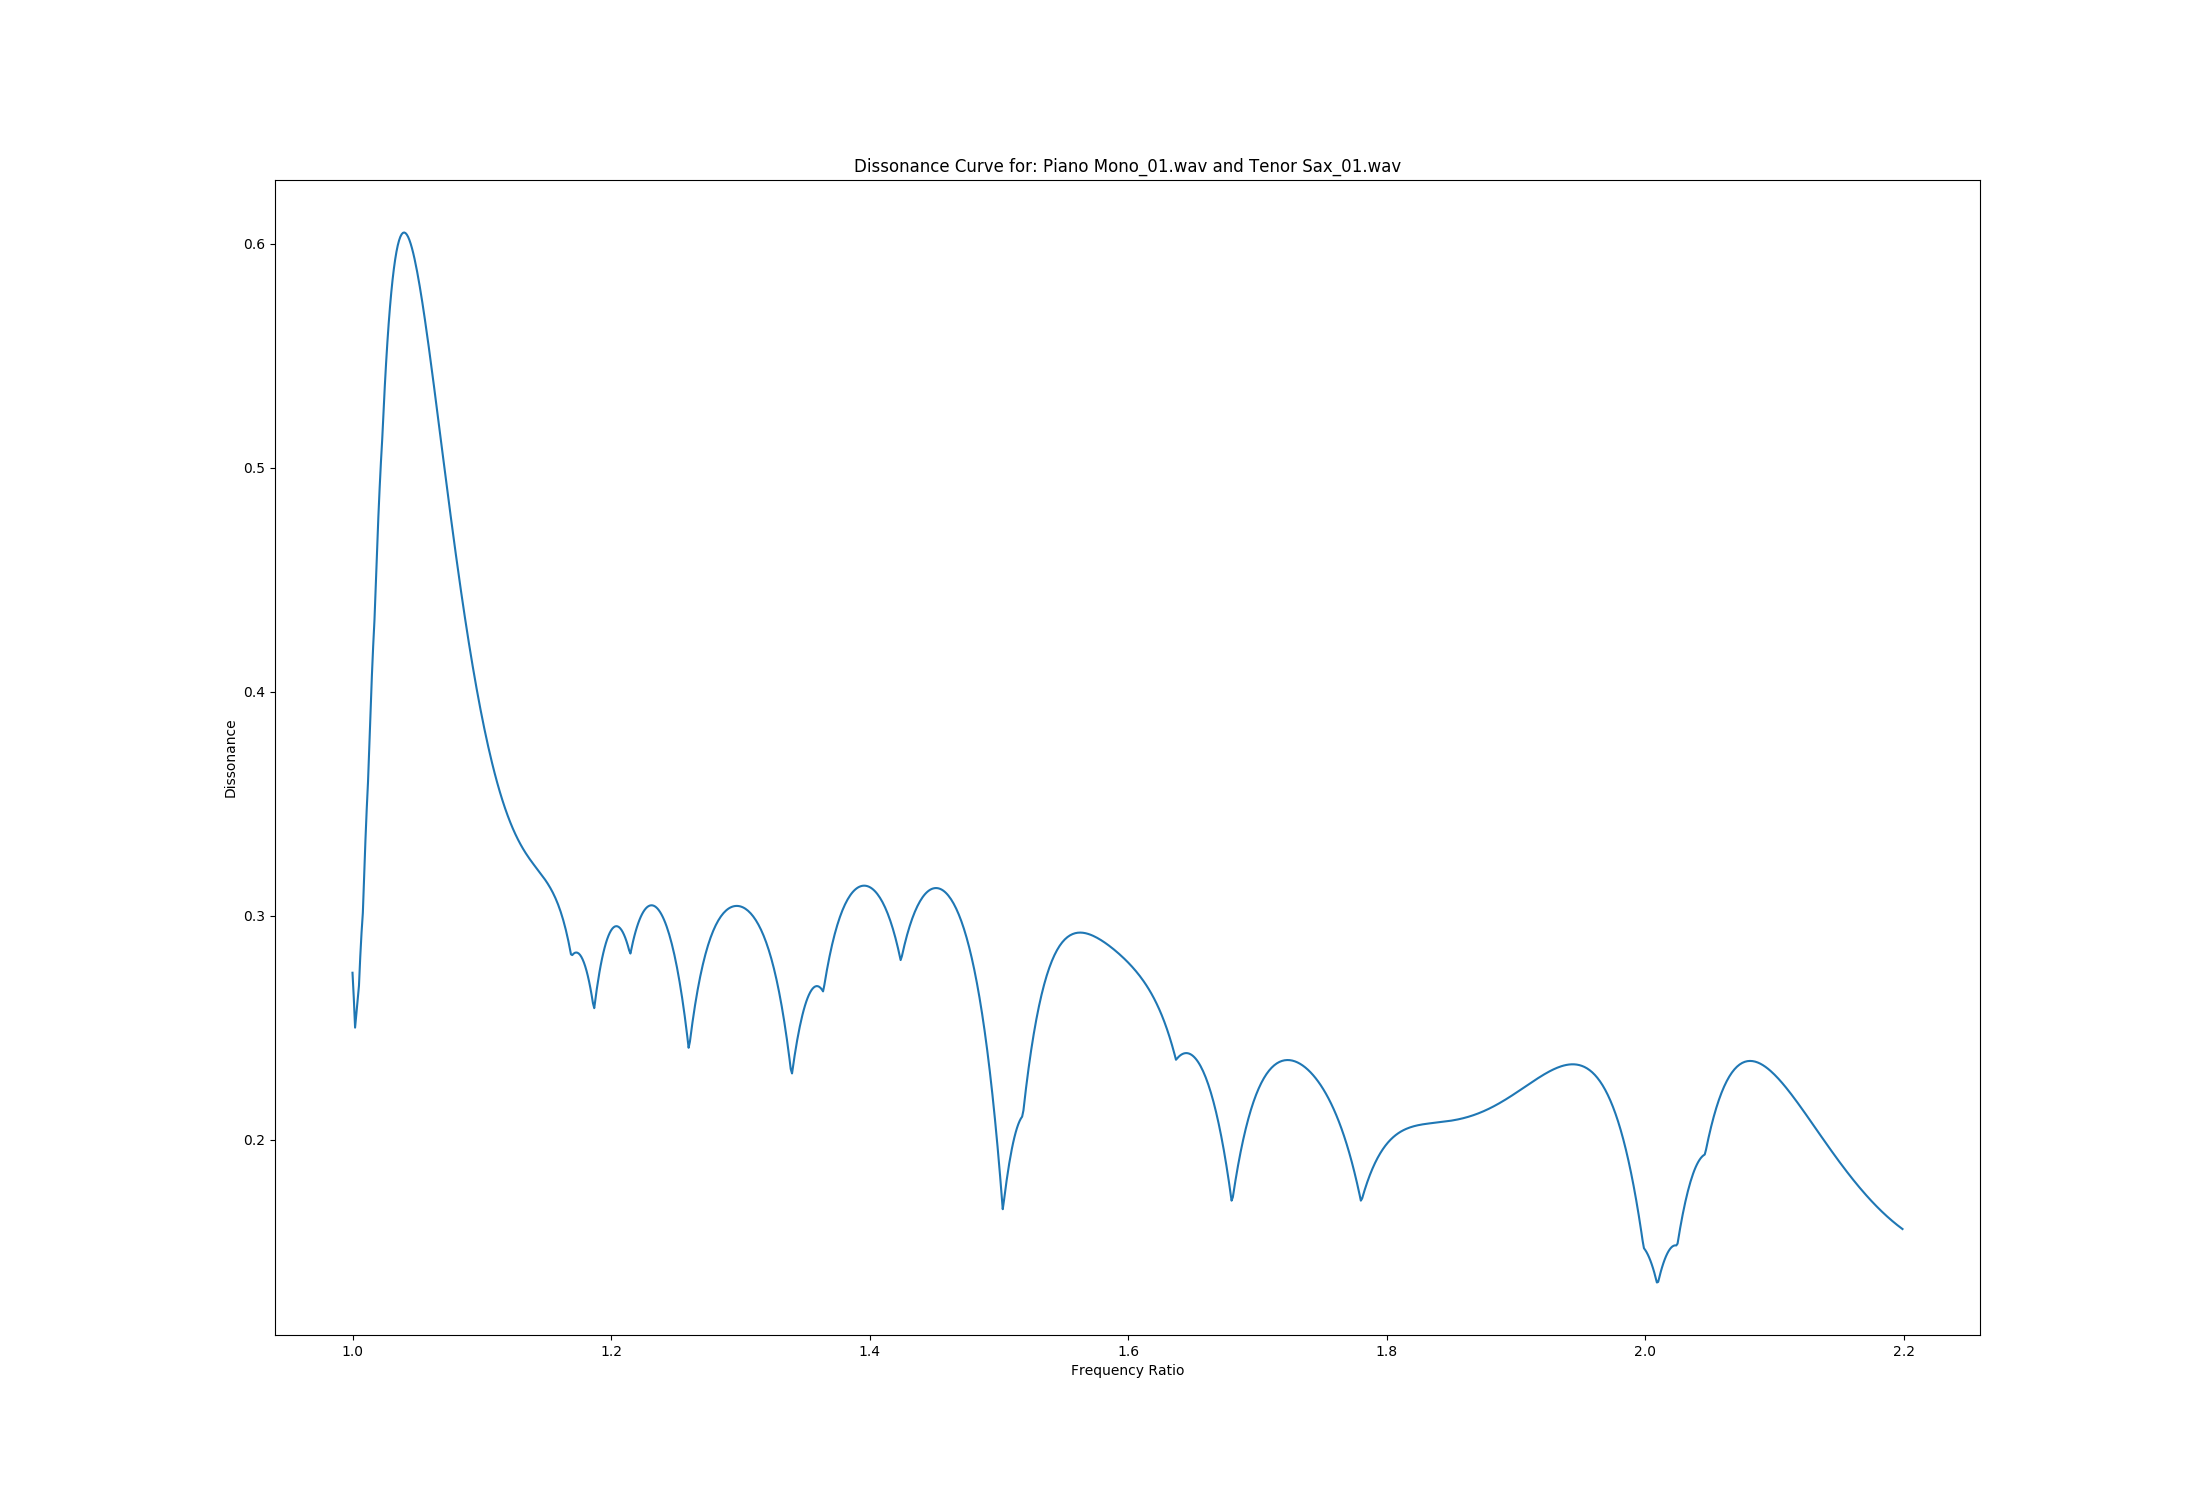 Dissonance Curve for: Piano Mono_01.wav and Tenor Sax_01.wav
0.6
0.5
0.4
0.3
0.2
Dissonance
1.0 1.2 1.4 1.6 1.8 2.0 2.2
Frequency Ratio